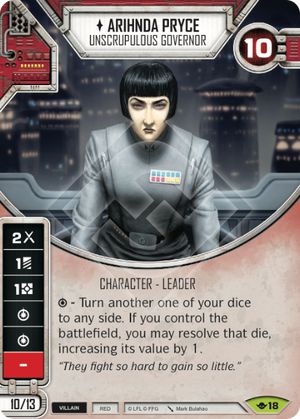 ARIHNDA PRYCE
UNSCRUPULOUS GOVERNOR
10
2
1
1
-
10/13
CHARACTER - LEADER
- Turn another one of your dice
to any side. If you control the
battlefield, you may resolve that die,
increasing its value by 1.
"They fight so hard to gain so little."
VILLAIN
RED
© LFL © FFG
Mark Bulahao
18